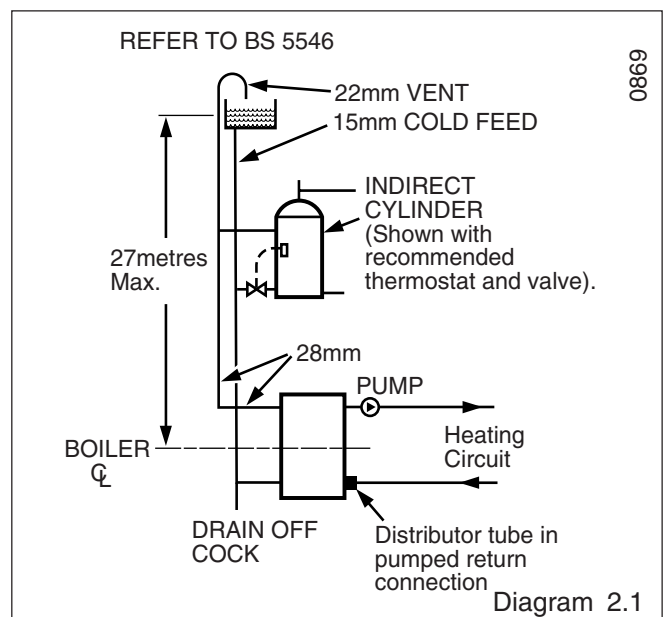 REFER TO BS 5546
0869
22mm VENT
15mm COLD FEED
INDIRECT
CYLINDER
(Shown with
recommended
thermostat and valve).
27metres
Max.
28mm
PUMP
BOILER
℄
Heating
Circuit
DRAIN OFF
COCK
Distributor tube in
pumped return
connection
Diagram 2.1